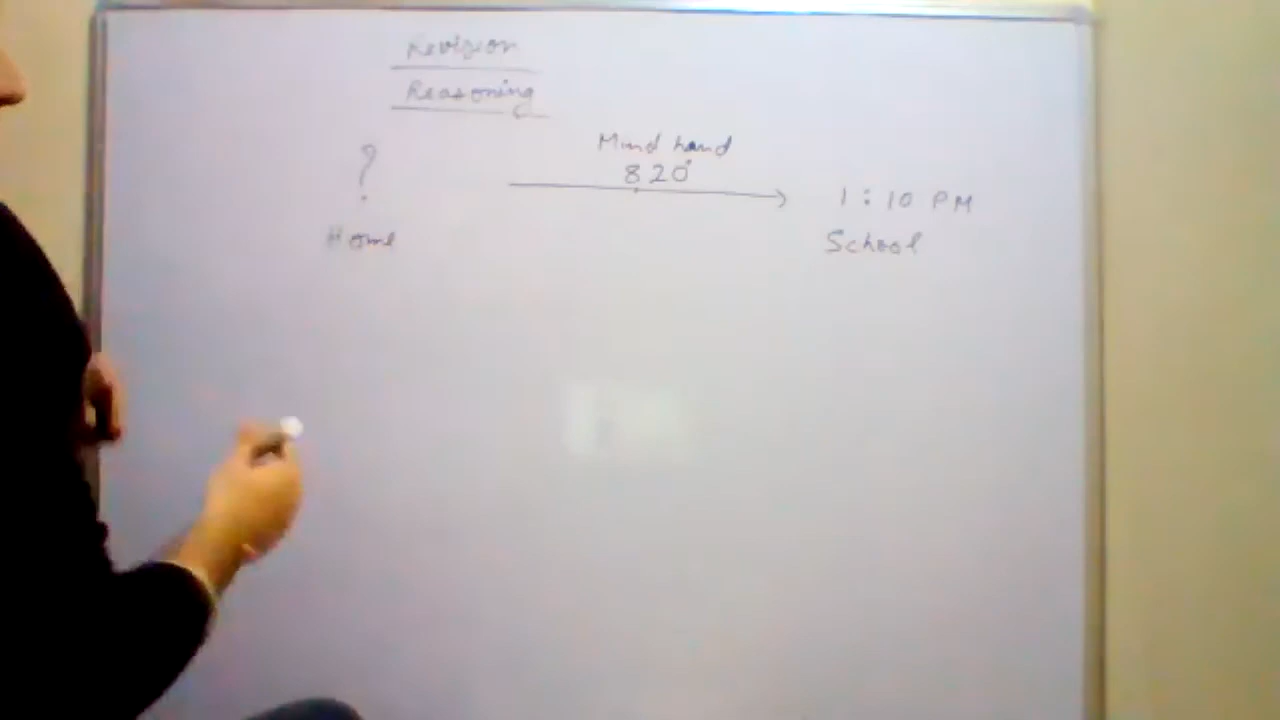 Revision
Reasoning
?
Mind hand
820°
1:10 PM
Home
School